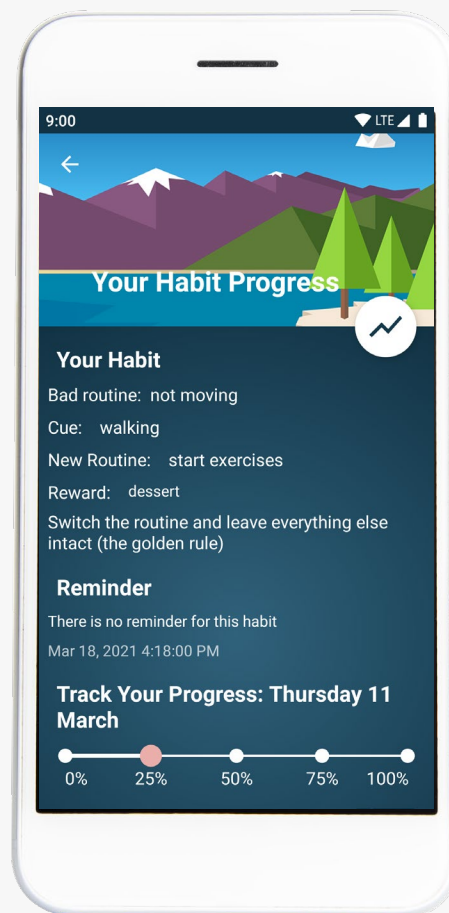 9:00 LTE
Your Habit Progress
Your Habit
Bad routine: not moving
Cue: walking
New Routine: start exercises
Reward: dessert
Switch the routine and leave everything else
intact (the golden rule)
Reminder
There is no reminder for this habit
Mar 18, 2021 4:18:00 PM
Track Your Progress: Thursday 11
March
0% 25% 50% 75% 100%